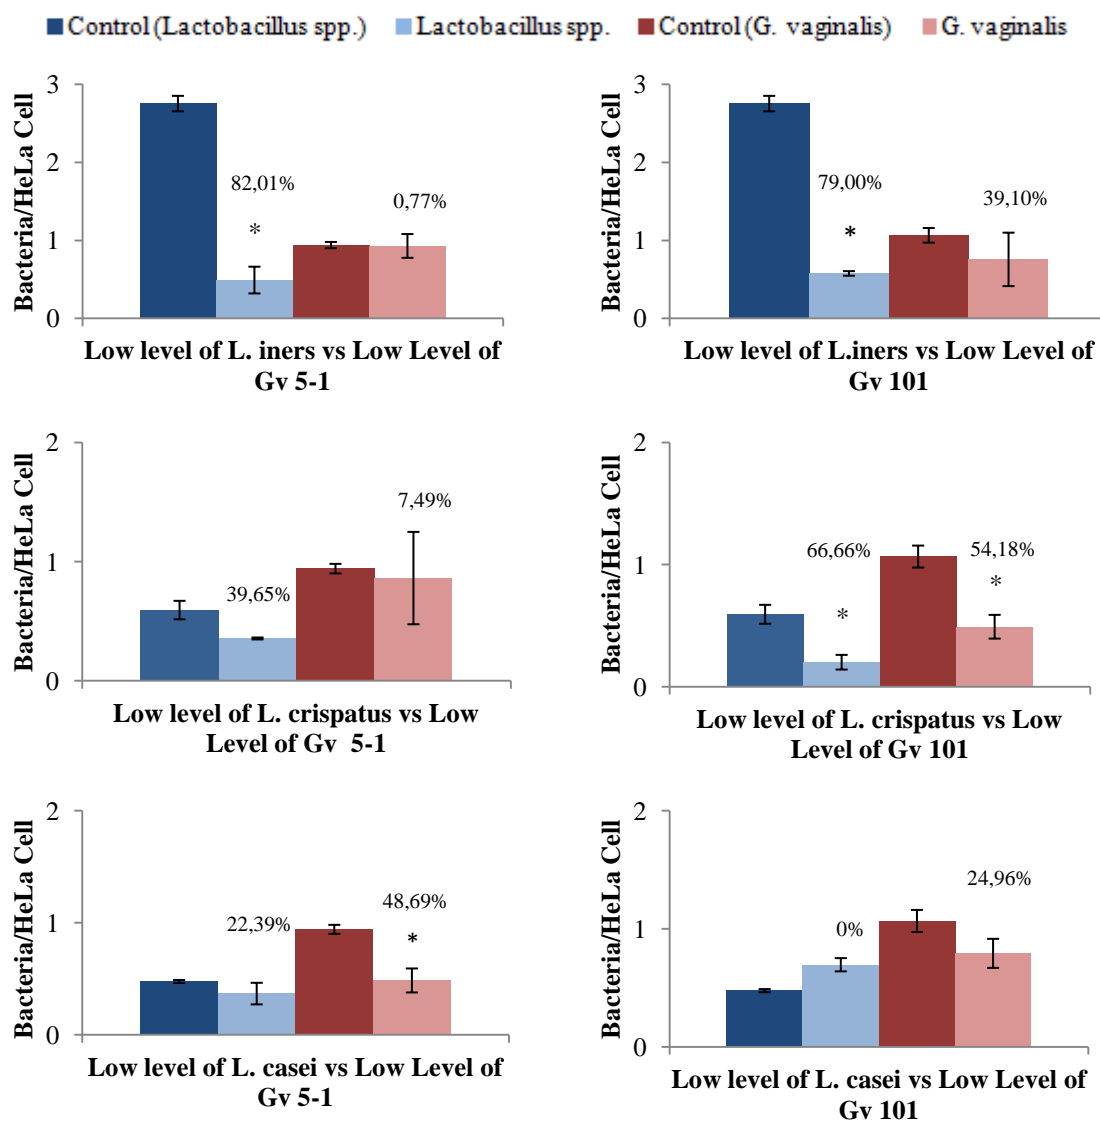 Control (Lactobacillus spp.) Lactobacillus spp. Control (G. vaginalis) G. vaginalis
Bacteria/HeLa Cell
3
2
1
0
82,01%
*
0,77%
Low level of L. iners vs Low Level of
Gv 5-1
Bacteria/HeLa Cell
3
2
1
0
79,00%
*
39,10%
Low level of L.iners vs Low Level of
Gv 101
Bacteria/HeLa Cell
2
1
0
39,65%
7,49%
Low level of L. crispatus vs Low
Level of Gv 5-1
Bacteria/HeLa Cell
2
1
0
66,66%
*
54,18%
*
Low level of L. crispatus vs Low
Level of Gv 101
Bacteria/HeLa Cell
2
1
0
22,39%
48,69%
*
Low level of L. casei vs Low Level of
Gv 5-1
Bacteria/HeLa Cell
2
1
0
0%
24,96%
Low level of L. casei vs Low Level of
Gv 101